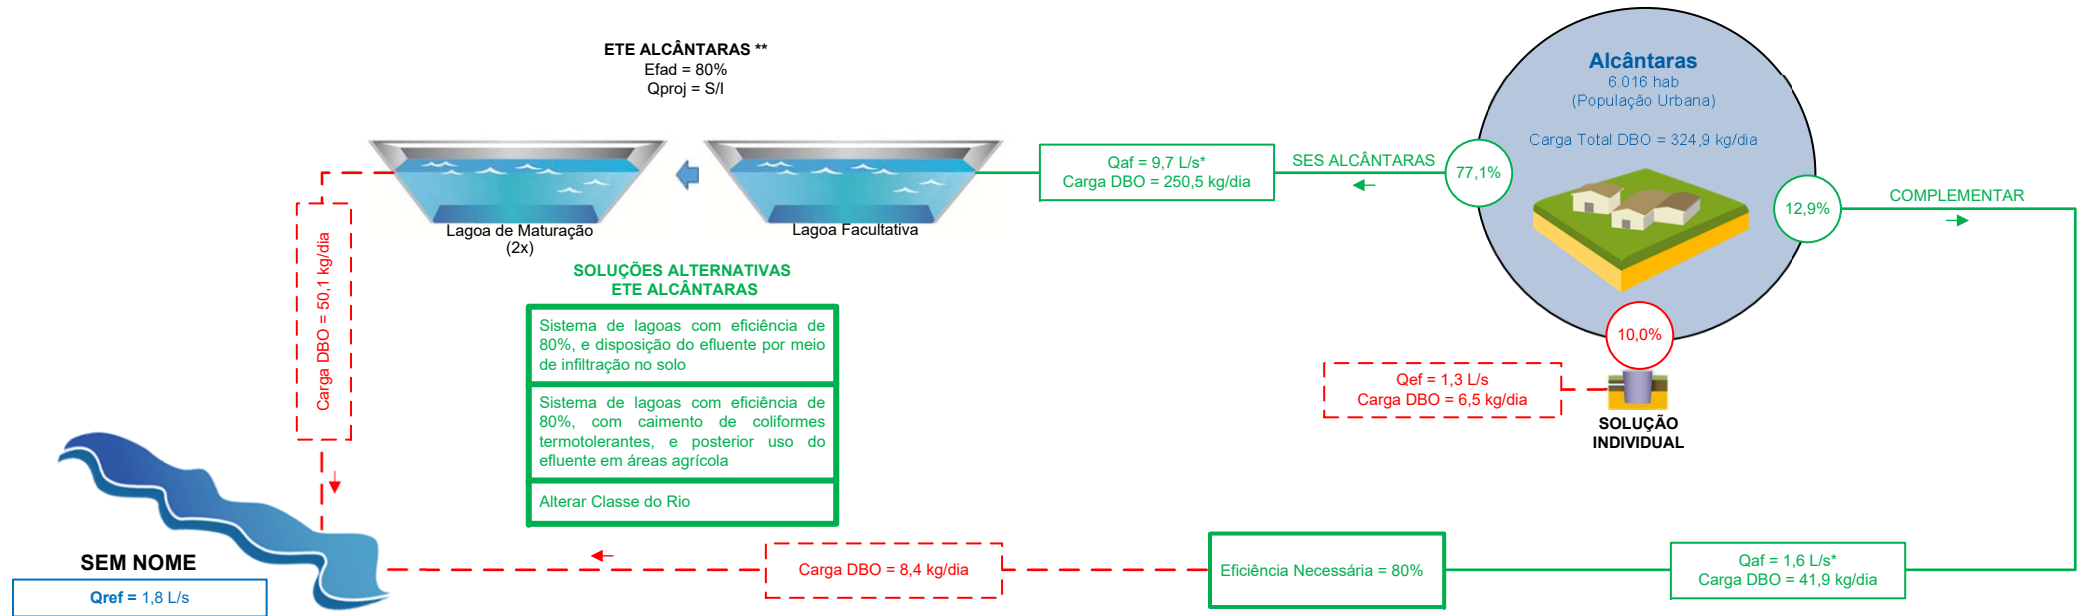 ETE ALCÂNTARAS **
Efad = 80%
Qproj = S/I
Alcântaras
6.016 hab
(População Urbana)
Carga Total DBO = 324,9 kg/dia
77,1%
12,9%
10,0%
SES ALCÂNTARAS
Qaf = 9,7 L/s*
Carga DBO = 250,5 kg/dia
COMPLEMENTAR
Lagoa Facultativa
Lagoa de Maturação
(2x)
Carga DBO = 50,1 kg/dia
SOLUÇÕES ALTERNATIVAS
ETE ALCÂNTARAS
Sistema de lagoas com eficiência de
80%, e disposição do efluente por meio
de infiltração no solo
Sistema de lagoas com eficiência de
80%, com caimento de coliformes
termotolerantes, e posterior uso do
efluente em áreas agrícola
Alterar Classe do Rio
Qef = 1,3 L/s
Carga DBO = 6,5 kg/dia
SOLUÇÃO
INDIVIDUAL
SEM NOME
Qref = 1,8 L/s
Carga DBO = 8,4 kg/dia
Eficiência Necessária = 80%
Qaf = 1,6 L/s*
Carga DBO = 41,9 kg/dia